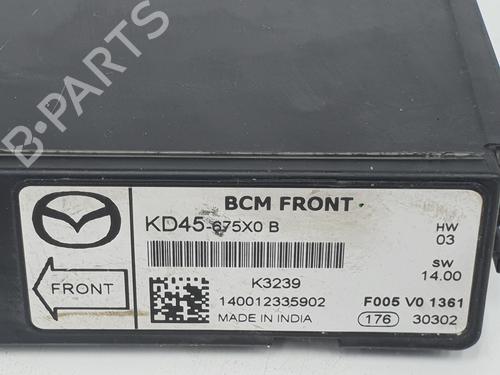 B-PARTS
BCM FRONT
KD45-675X0 B
HW
03
SW
14.00
FRONT
K3239
140012335902
MADE IN INDIA
F005 V0 1361
176 30302